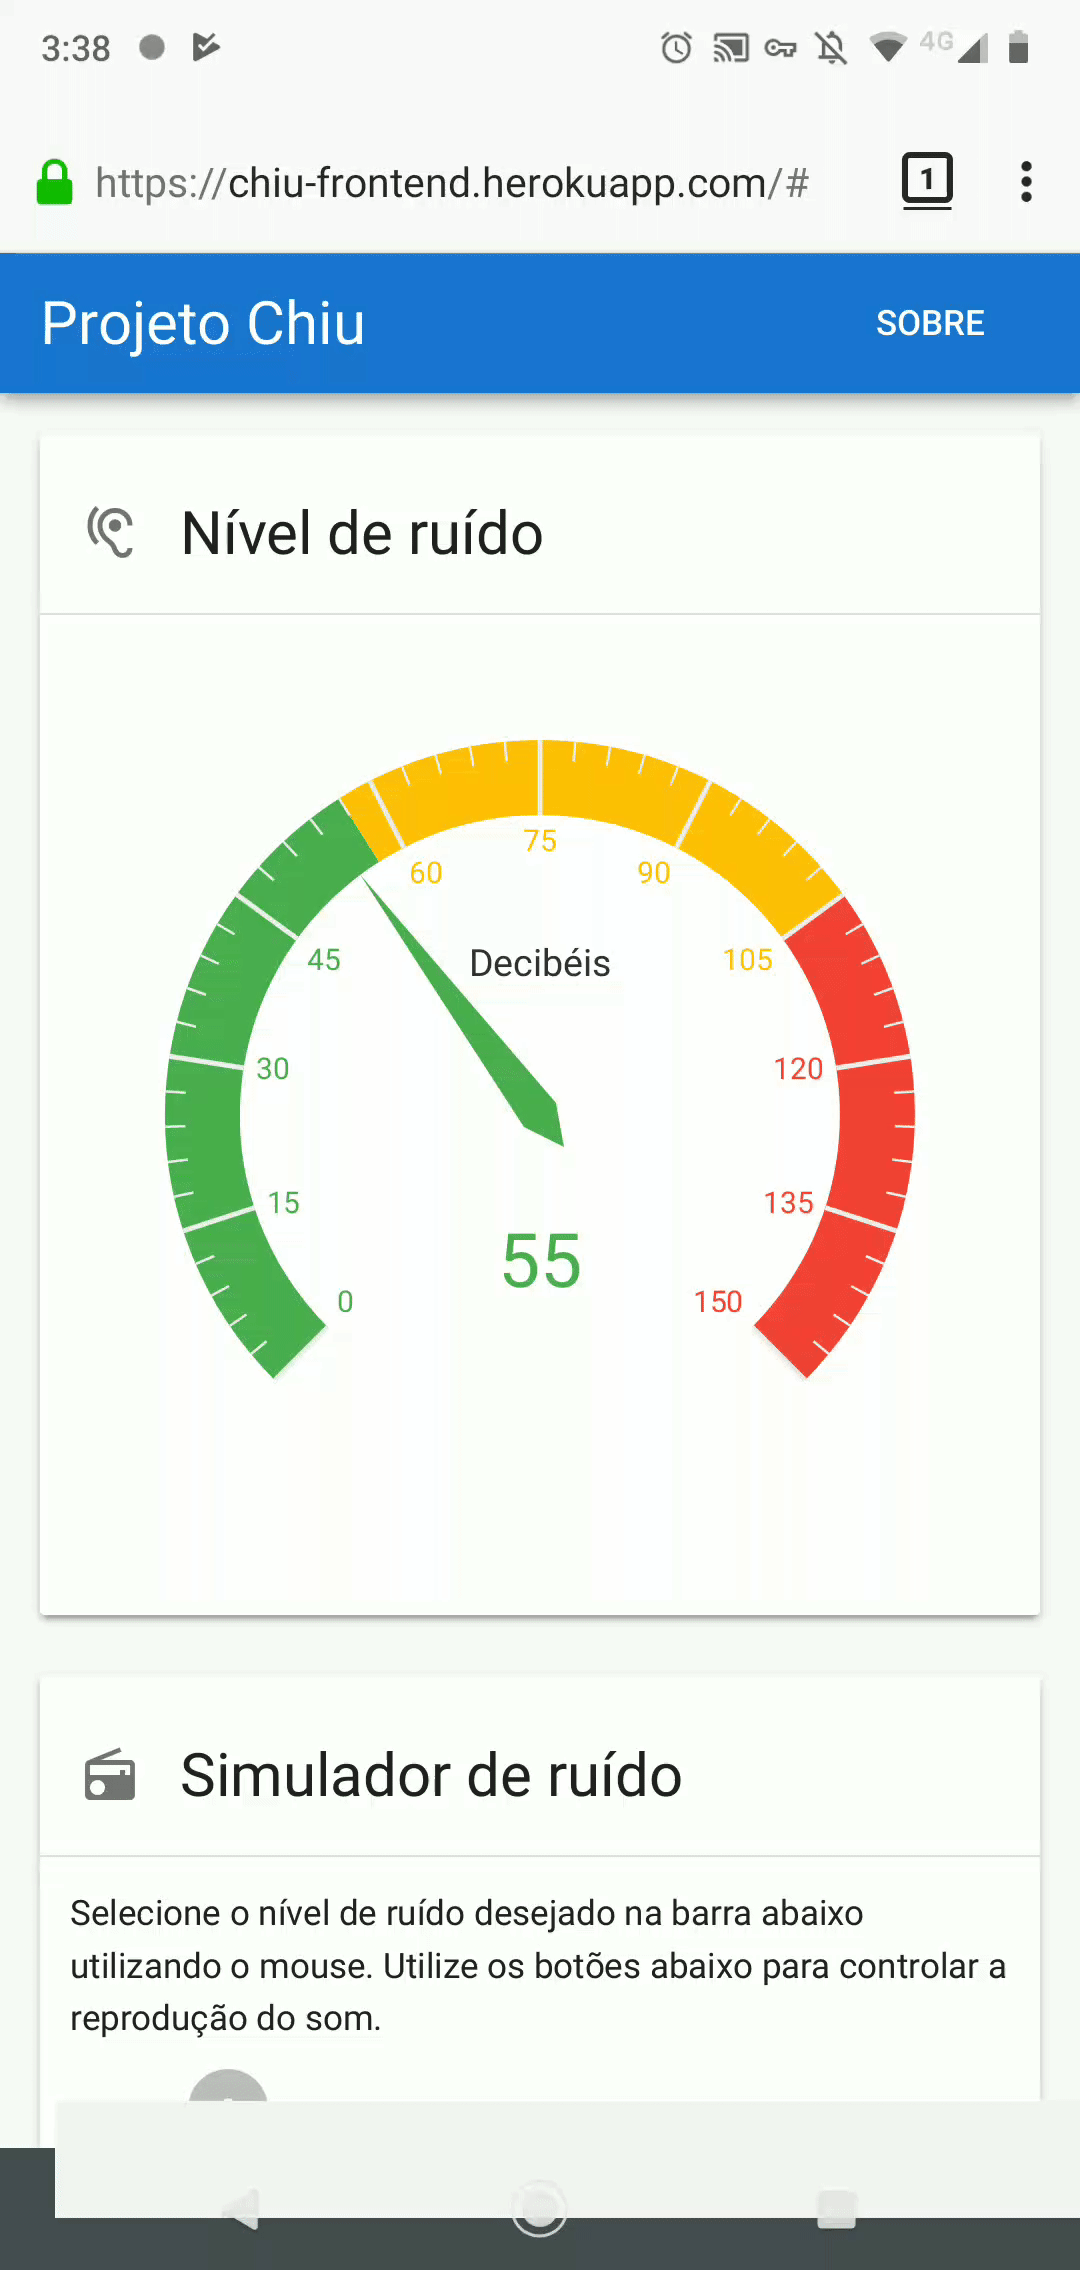 3:38
4G
https://chiu-frontend.herokuapp.com/#
1
Projeto Chiu
SOBRE
Nível de ruído
75
60
90
Decibéis
45
105
30
120
15
135
55
0
150
Simulador de ruído
Selecione o nível de ruído desejado na barra abaixo
utilizando o mouse. Utilize os botões abaixo para controlar a
reprodução do som.